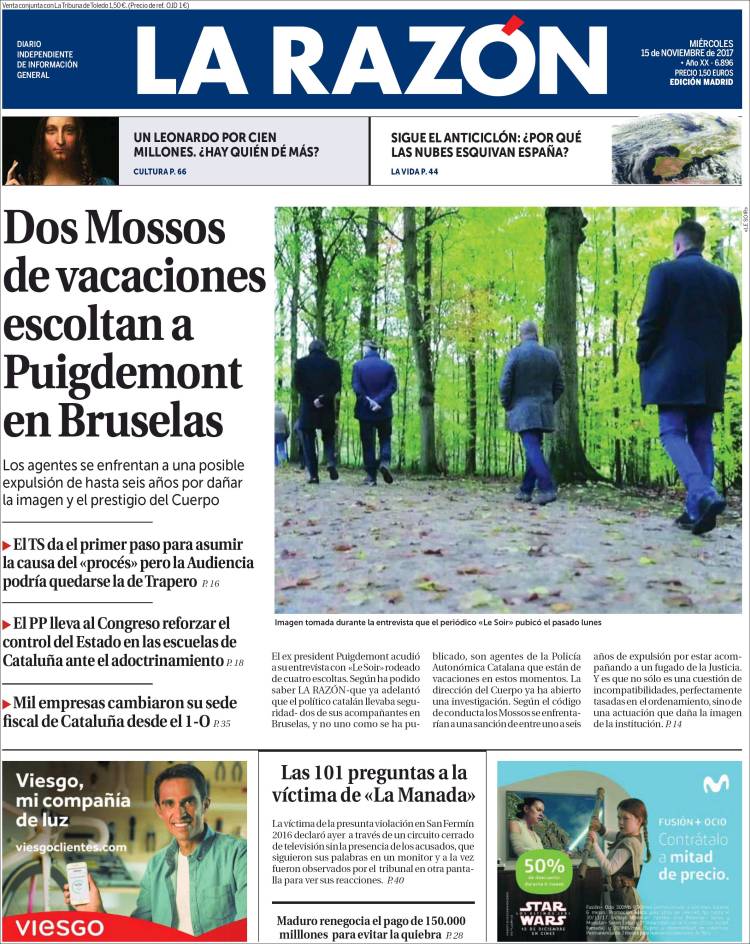 Venta conjunta con La Tribuna de Toledo 1,50 €. (Precio de ref. OJD 1 €)
DIARIO
INDEPENDIENTE
DE INFORMACIÓN
GENERAL
LA RAZÓN
MIÉRCOLES
15 de NOVIEMBRE de 2017
• Año XX - 6.896
PRECIO 1,50 EUROS
EDICIÓN MADRID
UN LEONARDO POR CIEN
MILLONES. ¿HAY QUIÉN DÉ MÁS?
CULTURA P. 66
SIGUE EL ANTICICLÓN: ¿POR QUÉ
LAS NUBES ESQUIVAN ESPAÑA?
LA VIDA P. 44
Dos Mossos
de vacaciones
escoltan a
Puigdemont
en Bruselas
Los agentes se enfrentan a una posible
expulsión de hasta seis años por dañar
la imagen y el prestigio del Cuerpo
El TS da el primer paso para asumir
la causa del «procés» pero la Audiencia
podría quedarse la de Trapero P. 16
El PP lleva al Congreso reforzar el
control del Estado en las escuelas de
Cataluña ante el adoctrinamiento P. 18
Mil empresas cambiaron su sede
fiscal de Cataluña desde el 1-O P. 35
«LE SOIR»
Imagen tomada durante la entrevista que el periódico «Le Soir» pubicó el pasado lunes
El ex president Puigdemont acudió
a su entrevista con «Le Soir» rodeado
de cuatro escoltas. Según ha podido
saber LA RAZÓN -que ya adelantó
que el político catalán llevaba segu-
ridad- dos de sus acompañantes en
Bruselas, y no uno como se ha pu-
blicado, son agentes de la Policía
Autonómica Catalana que están de
vacaciones en estos momentos. La
dirección del Cuerpo ya ha abierto
una investigación. Según el código
de conducta los Mossos se enfrenta-
rían a una sanción de entre uno a seis
años de expulsión por estar acom-
pañando a un fugado de la Justicia.
Y es que no sólo es una cuestión de
incompatibilidades, perfectamente
tasadas en el ordenamiento, sino de
una actuación que daña la imagen
de la institución. P. 14
Viesgo,
mi compañía
de luz
viesgoclientes.com
viesgo
Las 101 preguntas a la
víctima de «La Manada»
La víctima de la presunta violación en San Fermín
2016 declaró ayer a través de un circuito cerrado
de televisión sin la presencia de los acusados, que
siguieron sus palabras en un monitor y a la vez
fueron observados por el tribunal en otra panta-
lla para ver sus reacciones. P. 40
Maduro renegocia el pago de 150.000
milllones para evitar la quiebra P. 28
FUSIÓN + OCIO
Contrátalo
a mitad
de precio.
50%
de descuento
durante 6 meses
STAR
WARS
LOS ÚLTIMOS JEDI
15 DE DICIEMBRE
EN CINES